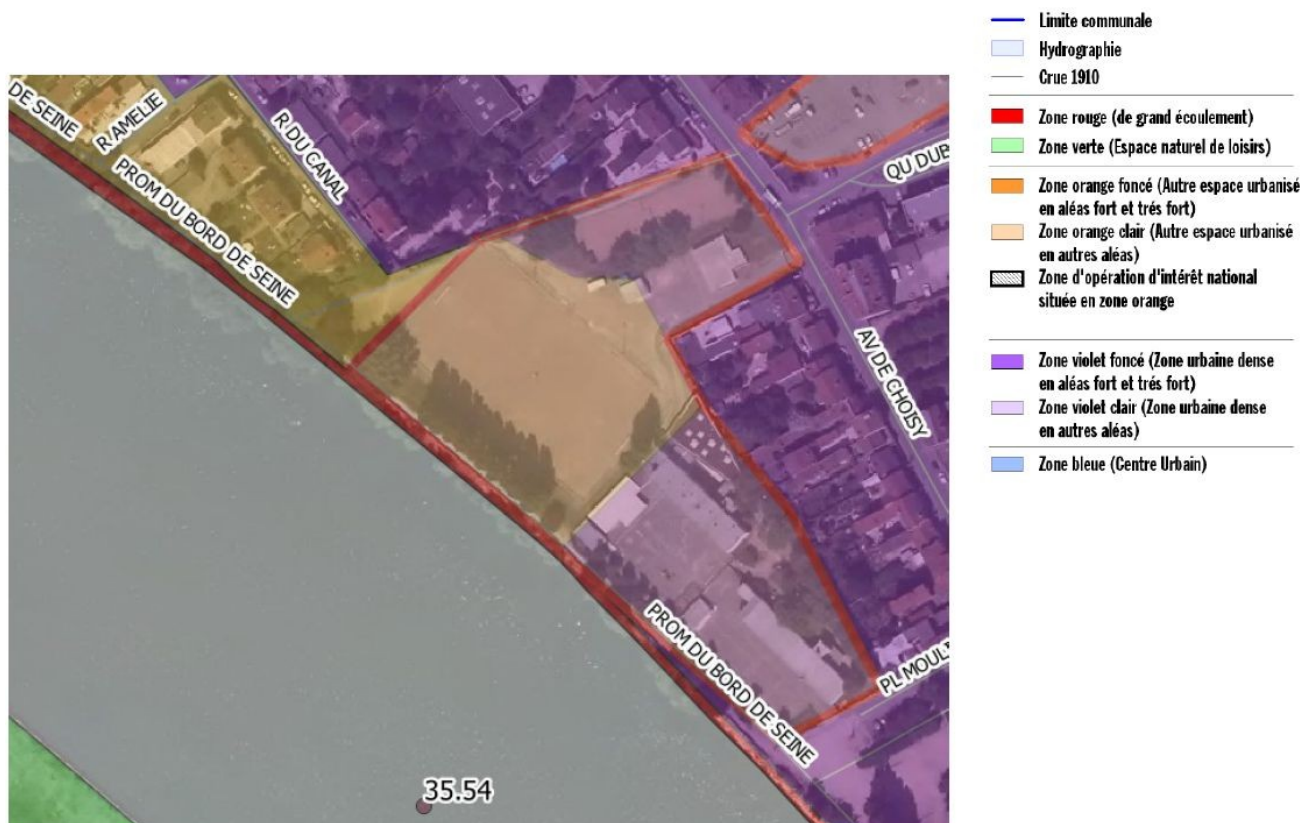 Limite communale
Hydrographie
Crue 1910
Zone rouge (de grand écoulement)
Zone verte (Espace naturel de loisirs)
Zone orange foncé (Autre espace urbanisé
en aléas fort et trés fort)
Zone orange clair (Autre espace urbanisé
en autres aléas)
Zone d'opération d'intérêt national
située en zone orange
Zone violet foncé (Zone urbaine dense
en aléas fort et trés fort)
Zone violet clair (Zone urbaine dense
en autres aléas)
Zone bleue (Centre Urbain)
DE SEINE
R AMELIE
R DU CANAL
PROM DU BORD DE SEINE
QU DUB
AV DE CHOISY
PROM DU BORD DE SEINE
PL MOULI
35.54